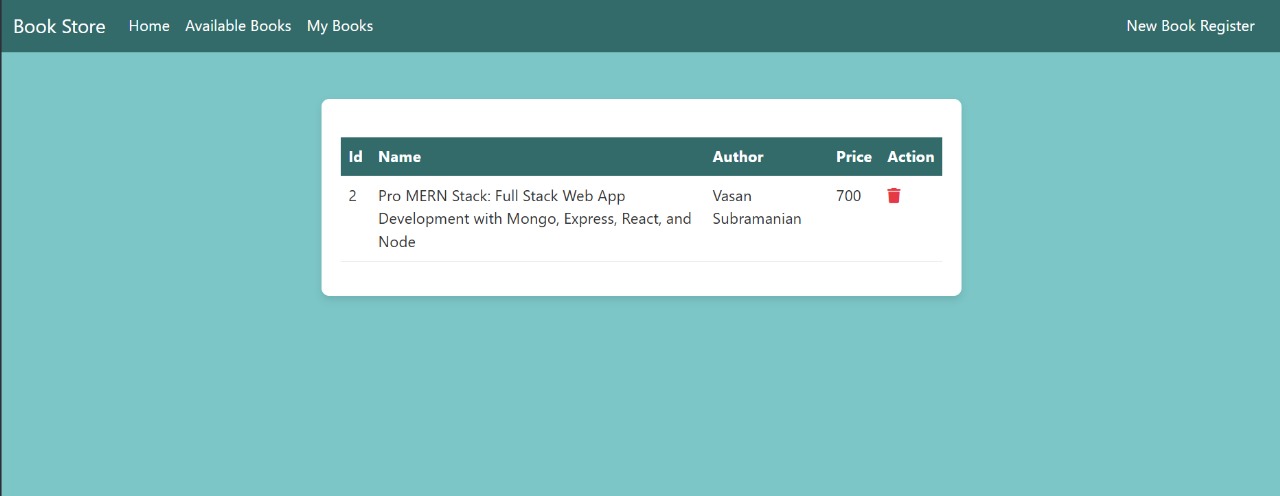 Book Store Home Available Books My Books New Book Register
Id Name Author Price Action
2 Pro MERN Stack: Full Stack Web App Vasan 700
Development with Mongo, Express, React, and Subramanian
Node